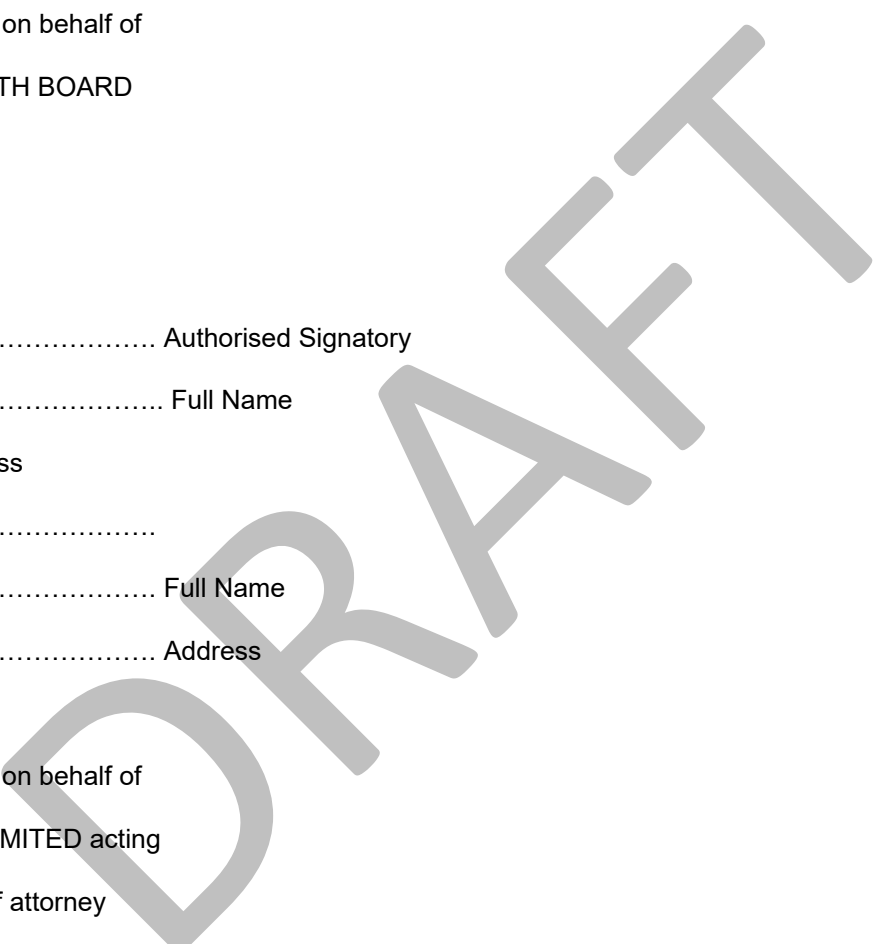 on behalf of
TH BOARD
………………. Authorised Signatory
……………….. Full Name
ss
……………….
………………. Full Name
………………. Address
on behalf of
MITED acting
f attorney
DRAFT